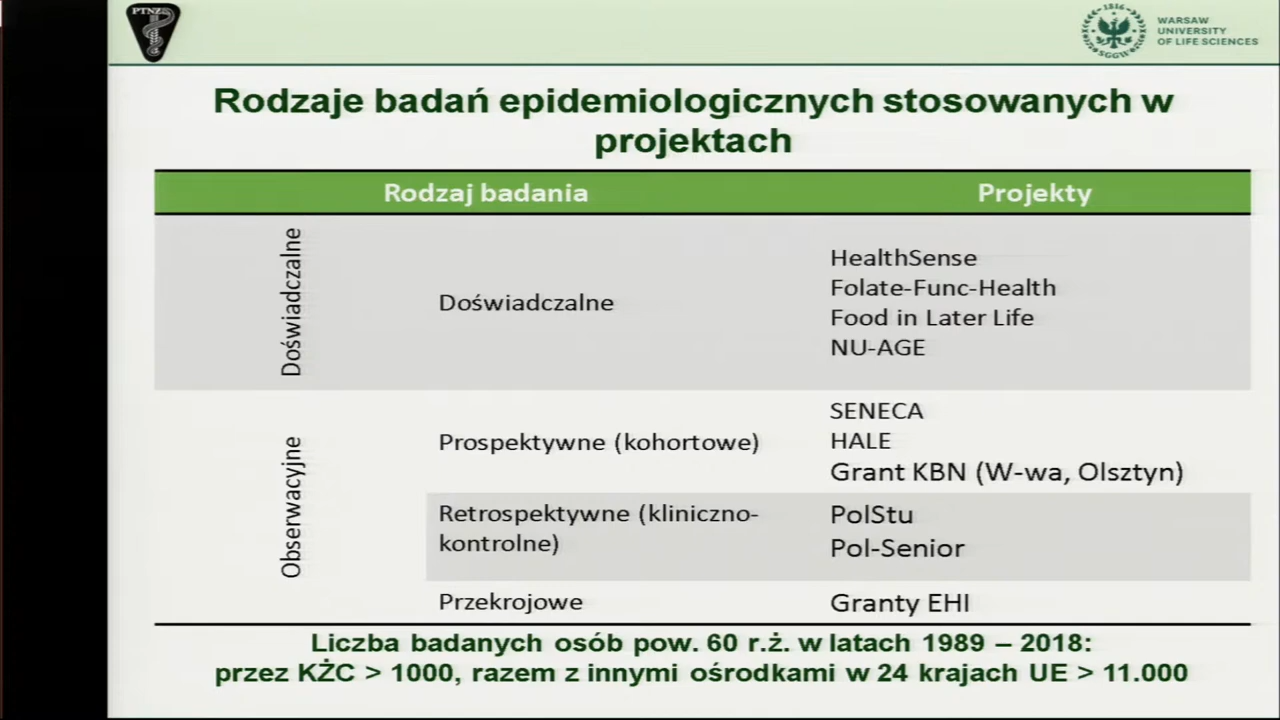 PTNŻ
1816
SGGW
WARSAW
UNIVERSITY
OF LIFE SCIENCES
Rodzaje badań epidemiologicznych stosowanych w
projektach
Rodzaj badania
Projekty
Doświadczalne
Doświadczalne
HealthSense
Folate-Func-Health
Food in Later Life
NU-AGE
Obserwacyjne
Prospektywne (kohortowe)
SENECA
HALE
Grant KBN (W-wa, Olsztyn)
Retrospektywne (kliniczno-
kontrolne)
PolStu
Pol-Senior
Przekrojowe
Granty EHI
Liczba badanych osób pow. 60 r.ż. w latach 1989 – 2018:
przez KŻC > 1000, razem z innymi ośrodkami w 24 krajach UE > 11.000